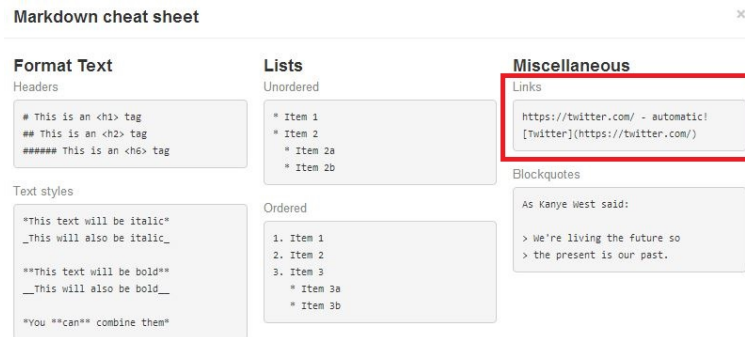 Markdown cheat sheet
×
Format Text
Headers
# This is an <h1> tag
## This is an <h2> tag
###### This is an <h6> tag
Text styles
*This text will be italic*
_This will also be italic_
**This text will be bold**
__This will also be bold__
*You **can** combine them*
Lists
Unordered
* Item 1
* Item 2
  * Item 2a
  * Item 2b
Ordered
1. Item 1
2. Item 2
3. Item 3
   * Item 3a
   * Item 3b
Miscellaneous
Links
https://twitter.com/ - automatic!
[Twitter](https://twitter.com/)
Blockquotes
As Kanye West said:
> We're living the future so
> the present is our past.